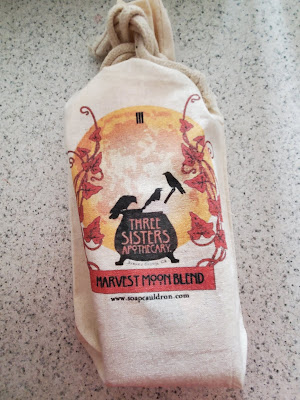 III
THREE
SISTERS
APOTHECARY
HARVEST MOON BLEND
www.soapcauldron.com